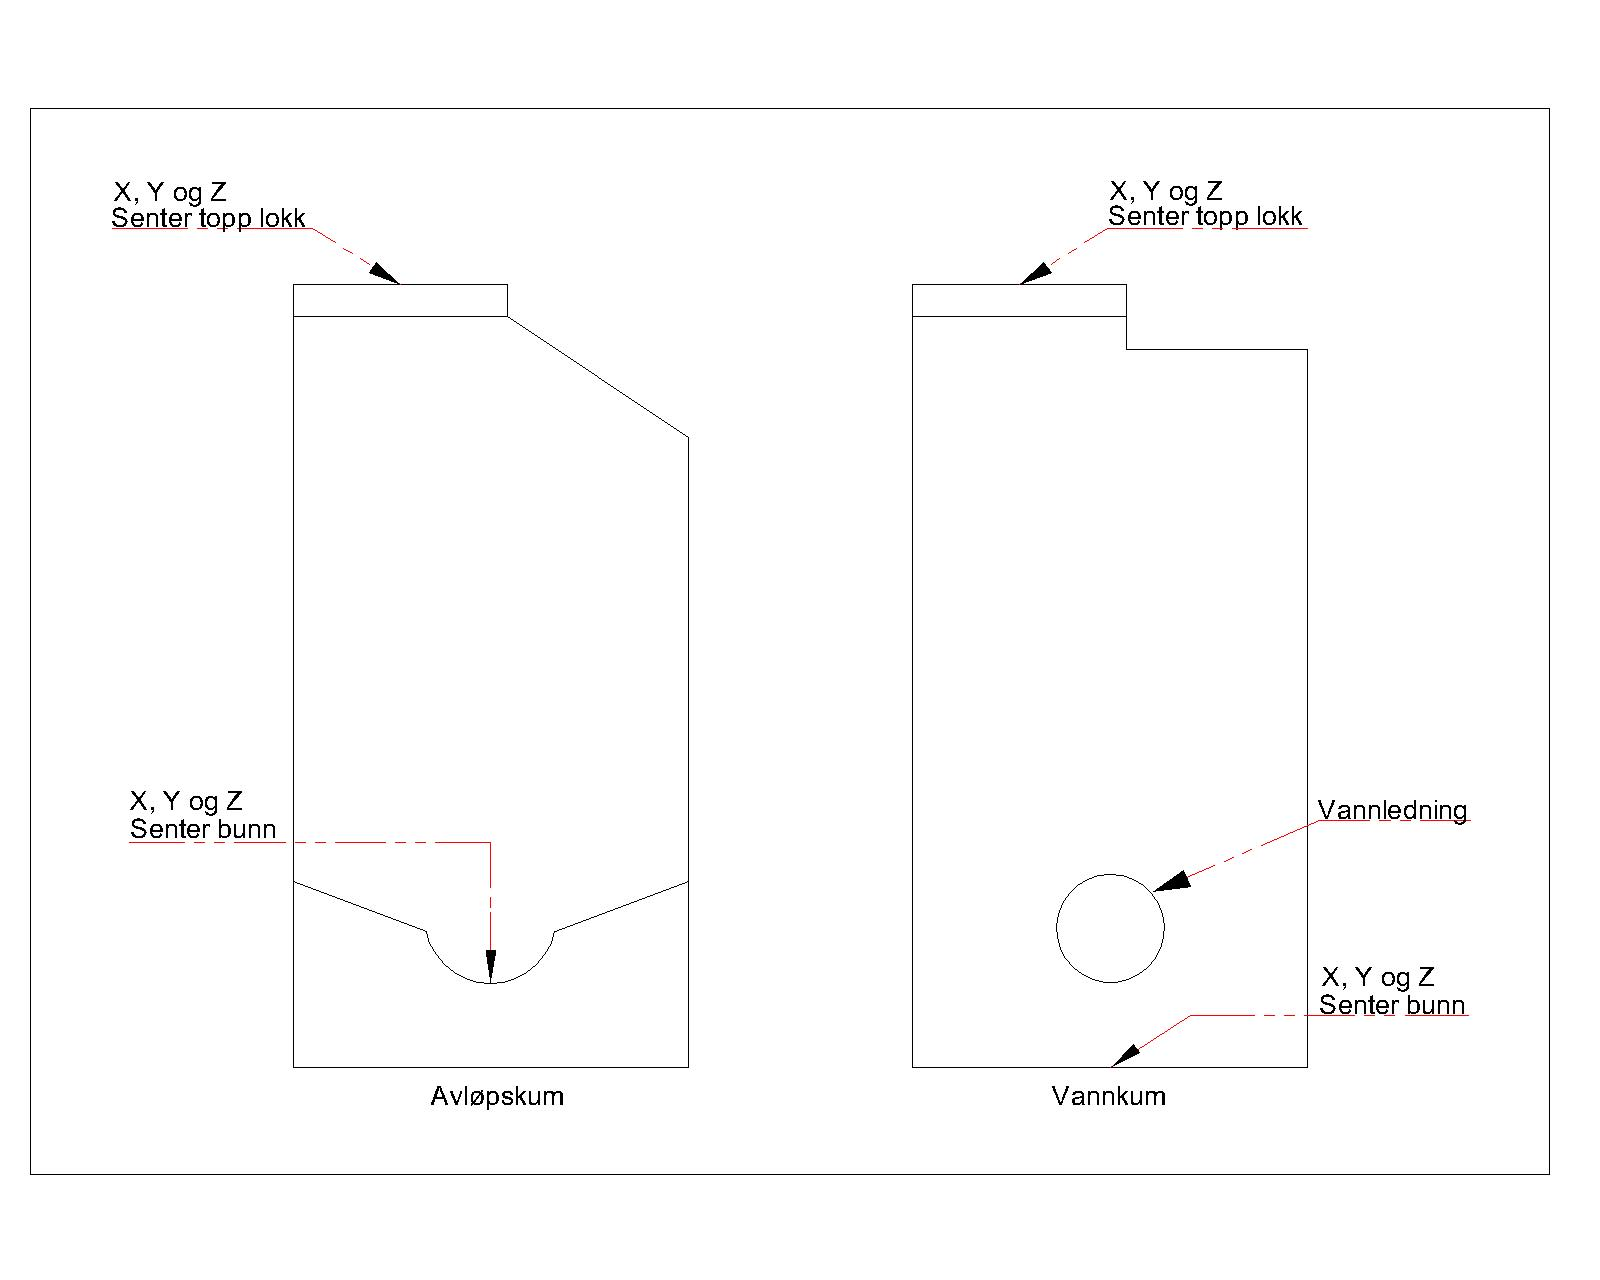 X, Y og Z
Senter topp lokk
X, Y og Z
Senter topp lokk
X, Y og Z
Senter bunn
Vannledning
X, Y og Z
Senter bunn
Avløpskum
Vannkum